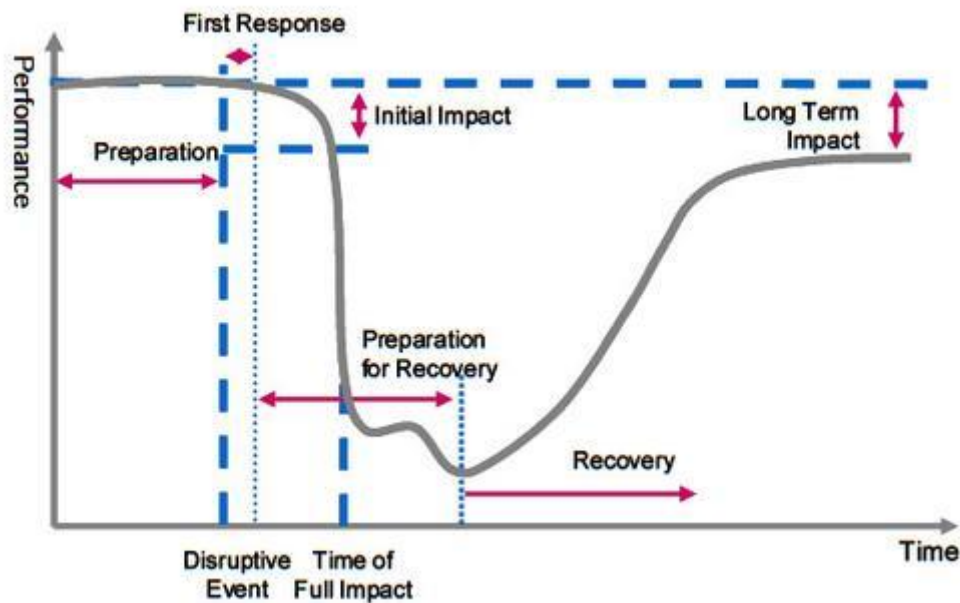 First Response
Performance
Initial Impact
Long Term
Impact
Preparation
Preparation
for Recovery
Recovery
Time
Disruptive
Event
Time of
Full Impact